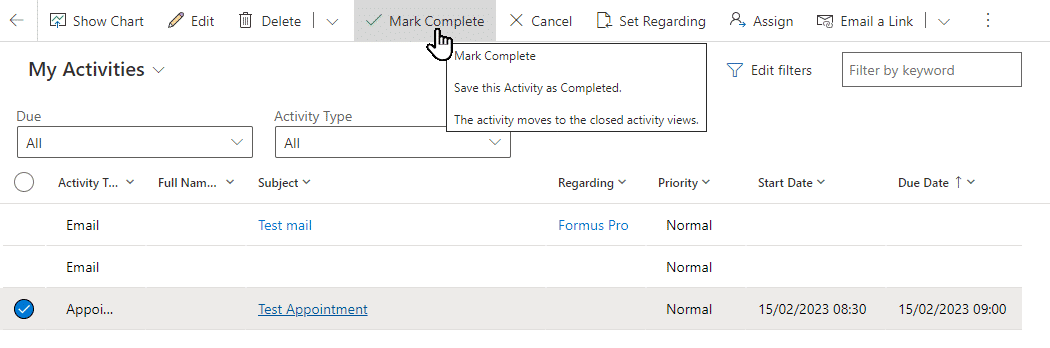 Show Chart Edit Delete Mark Complete Cancel Set Regarding Assign Email a Link
Mark Complete
My Activities Edit filters Filter by keyword
Save this Activity as Completed.
Due Activity Type The activity moves to the closed activity views.
All All
Activity T... Full Nam... Subject Regarding Priority Start Date Due Date
Email Test mail Formus Pro Normal
Email Normal
Appoi... Test Appointment Normal 15/02/2023 08:30 15/02/2023 09:00